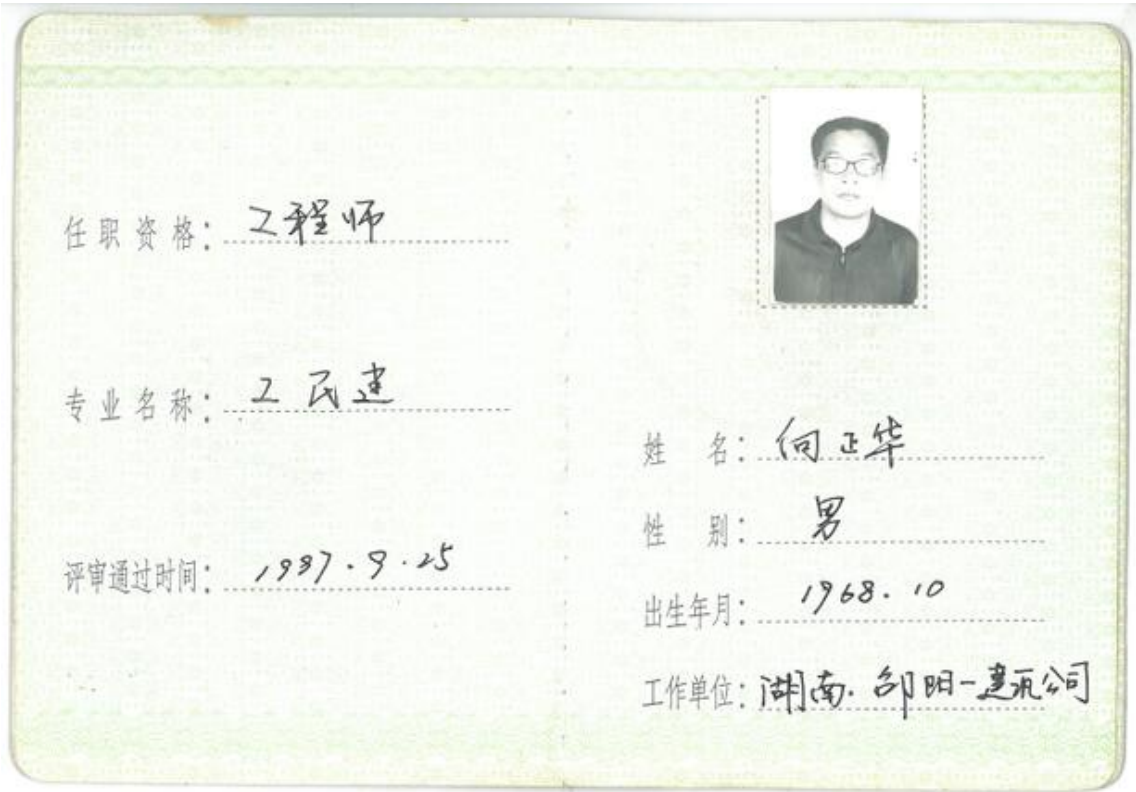 任职资格：工程师
专业名称：工民建
评审通过时间：1997.9.25
姓 名：何正华
性 别：男
出生年月：1968.10
工作单位：湖南.邵阳一建筑公司